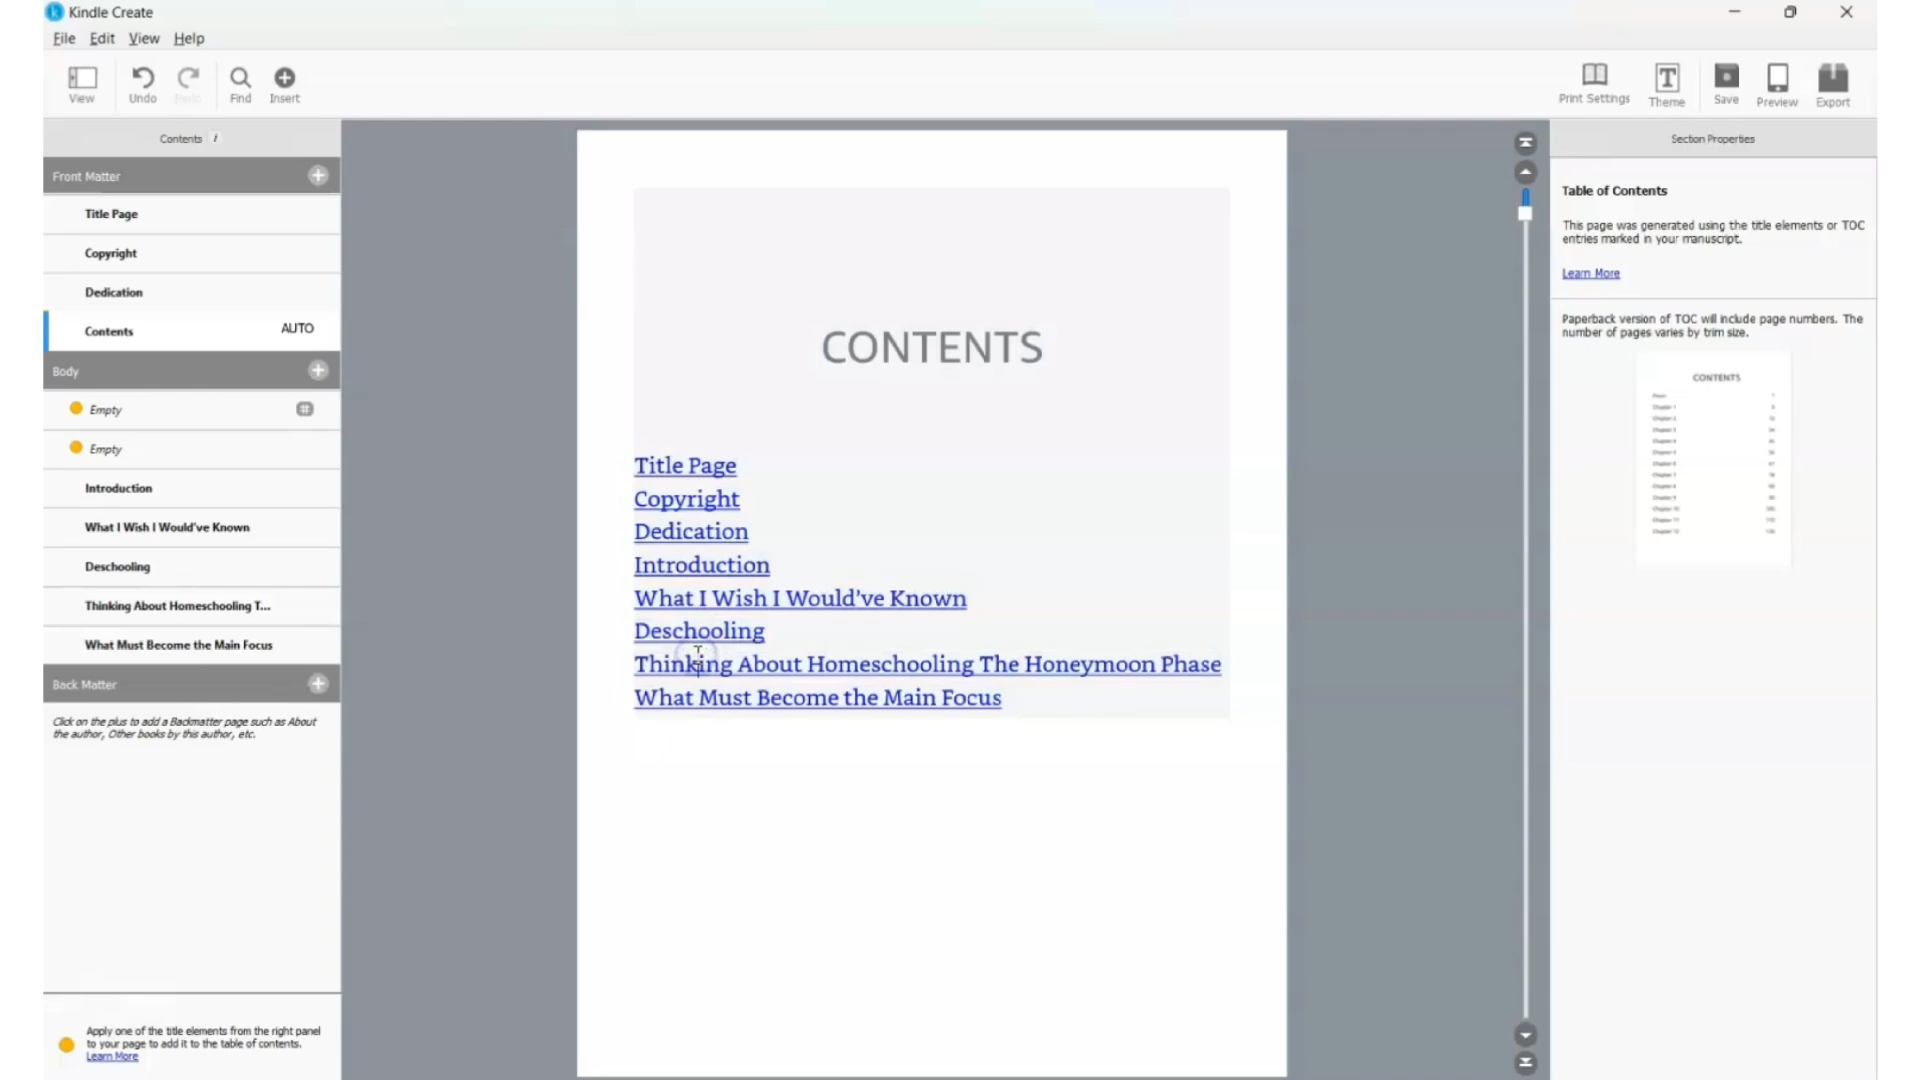 Kindle Create
File Edit View Help
View Undo Redo Find Insert Print Settings Theme Save Preview Export
Contents i
Front Matter
Title Page
Copyright
Dedication
Contents AUTO
Body
Empty
Empty
Introduction
What I Wish I Would've Known
Deschooling
Thinking About Homeschooling T...
What Must Become the Main Focus
Back Matter
Click on the plus to add a Backmatter page such as About
the author, Other books by this author, etc.
Apply one of the title elements from the right panel
to your page to add it to the table of contents.
Learn More
CONTENTS
Title Page
Copyright
Dedication
Introduction
What I Wish I Would've Known
Deschooling
Thinking About Homeschooling The Honeymoon Phase
What Must Become the Main Focus
Section Properties
Table of Contents
This page was generated using the title elements or TOC
entries marked in your manuscript.
Learn More
Paperback version of TOC will include page numbers. The
number of pages varies by trim size.
CONTENTS